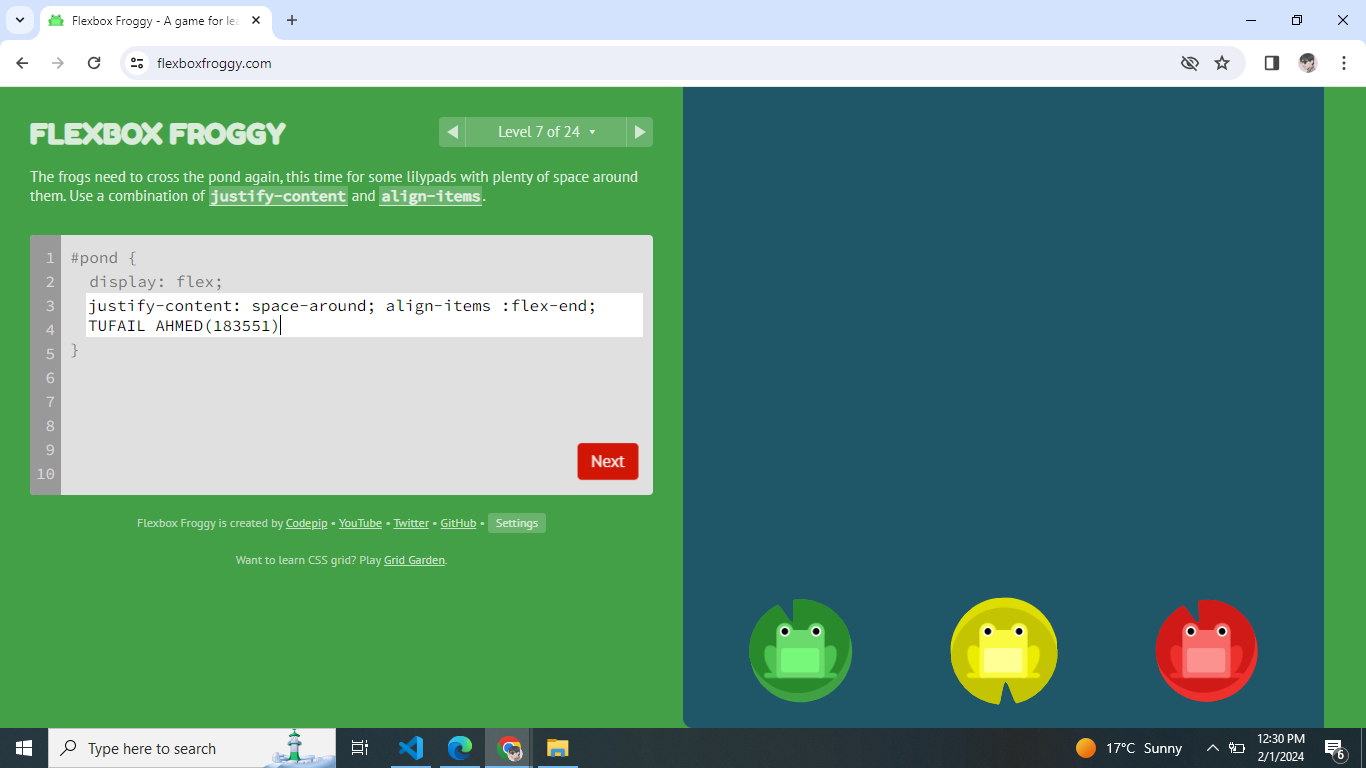 Flexbox Froggy - A game for lea
flexboxfroggy.com
FLEXBOX FROGGY
Level 7 of 24
The frogs need to cross the pond again, this time for some lilypads with plenty of space around
them. Use a combination of justify-content and align-items.
1 #pond {
2 display: flex;
3 justify-content: space-around; align-items :flex-end;
4 TUFAIL AHMED(183551)
5 }
6
7
8
9
10
Next
Flexbox Froggy is created by Codepip • YouTube • Twitter • GitHub • Settings
Want to learn CSS grid? Play Grid Garden.
Type here to search
17°C Sunny
12:30 PM
2/1/2024
6